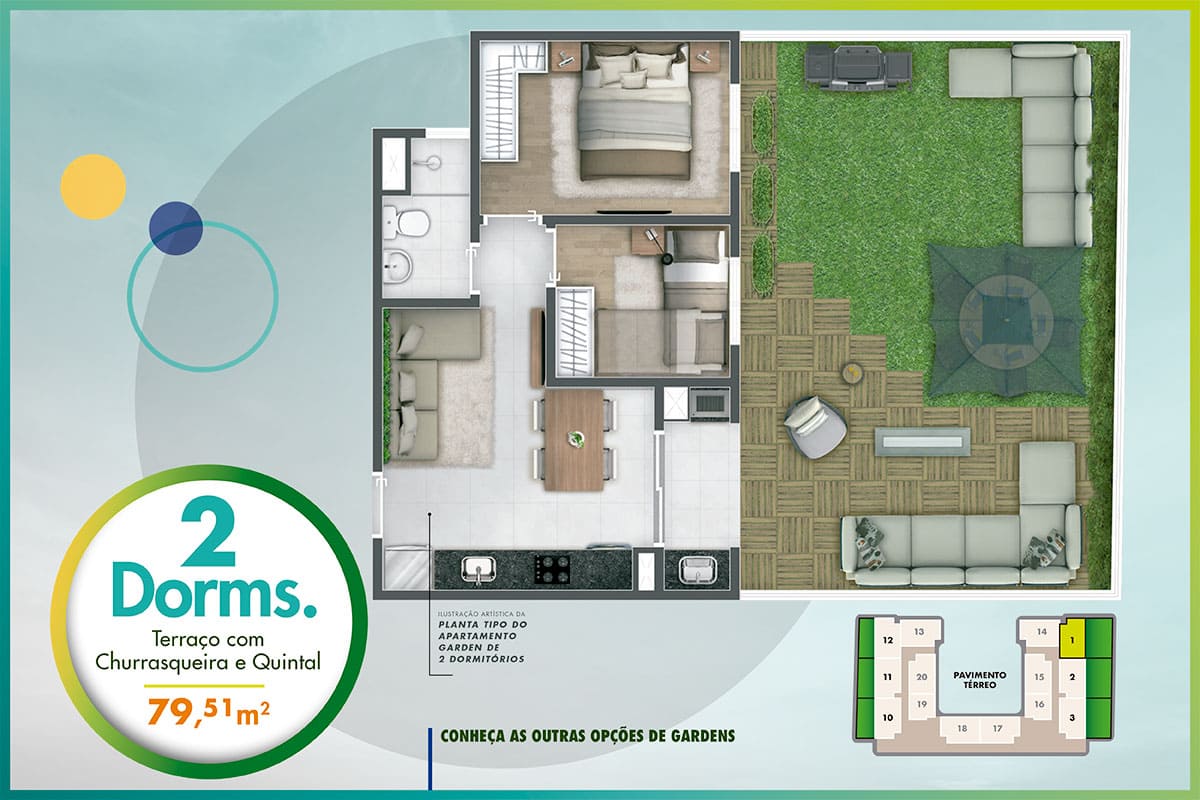 2
Dorms.
Terraço com
Churrasqueira e Quintal
79,51 m²
ILUSTRAÇÃO ARTÍSTICA DA
PLANTA TIPO DO
APARTAMENTO
GARDEN DE
2 DORMITÓRIOS
CONHEÇA AS OUTRAS OPÇÕES DE GARDENS
12 13 14 1
11 20 15 2
10 19 16 3
18 17
PAVIMENTO
TÉRREO